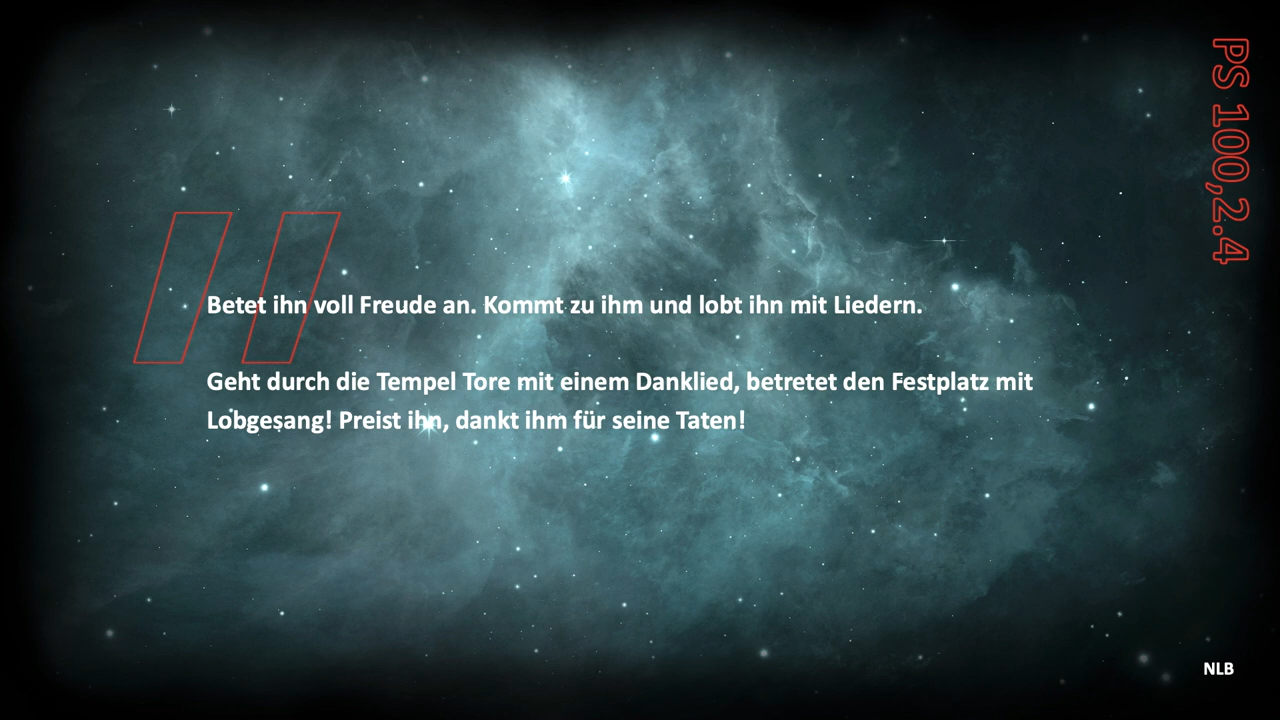 PS 100,2.4
Betet ihn voll Freude an. Kommt zu ihm und lobt ihn mit Liedern.
Geht durch die Tempel Tore mit einem Danklied, betretet den Festplatz mit
Lobgesang! Preist ihn, dankt ihm für seine Taten!
NLB